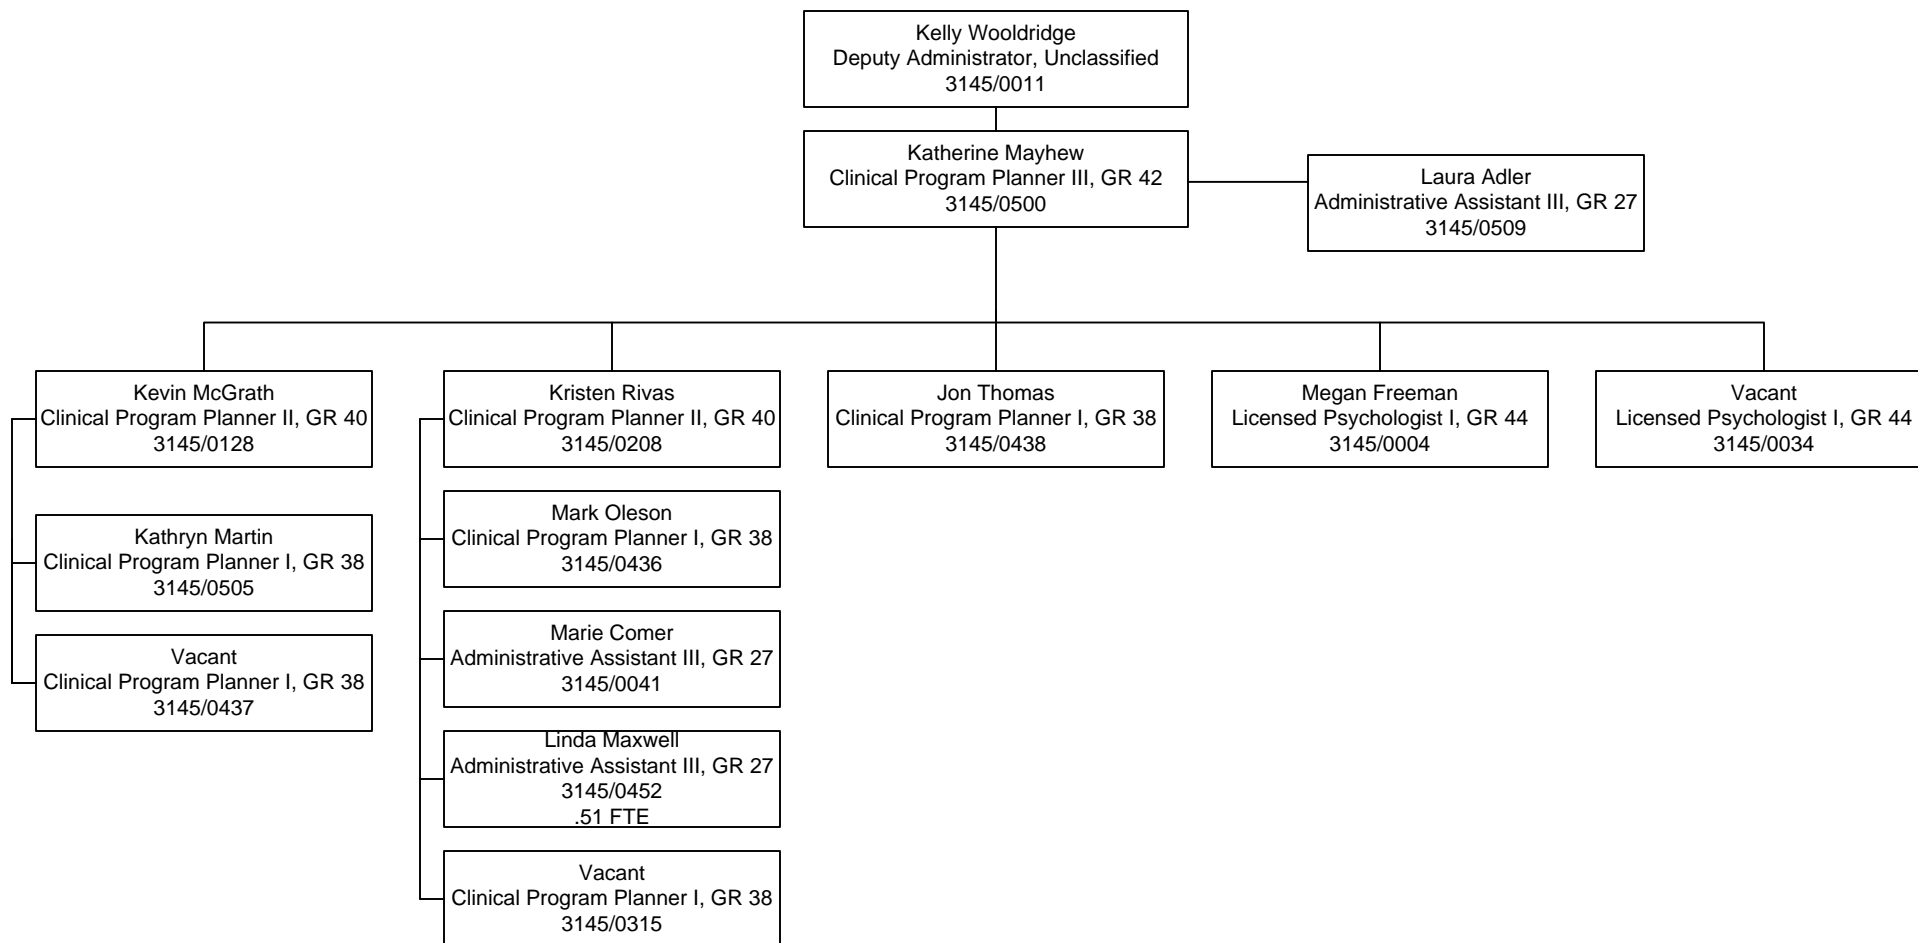 Kelly Wooldridge
Deputy Administrator, Unclassified
3145/0011
Katherine Mayhew
Clinical Program Planner III, GR 42
3145/0500
Laura Adler
Administrative Assistant III, GR 27
3145/0509
Kevin McGrath
Clinical Program Planner II, GR 40
3145/0128
Kathryn Martin
Clinical Program Planner I, GR 38
3145/0505
Vacant
Clinical Program Planner I, GR 38
3145/0437
Kristen Rivas
Clinical Program Planner II, GR 40
3145/0208
Mark Oleson
Clinical Program Planner I, GR 38
3145/0436
Marie Comer
Administrative Assistant III, GR 27
3145/0041
Linda Maxwell
Administrative Assistant III, GR 27
3145/0452
.51 FTE
Vacant
Clinical Program Planner I, GR 38
3145/0315
Jon Thomas
Clinical Program Planner I, GR 38
3145/0438
Megan Freeman
Licensed Psychologist I, GR 44
3145/0004
Vacant
Licensed Psychologist I, GR 44
3145/0034